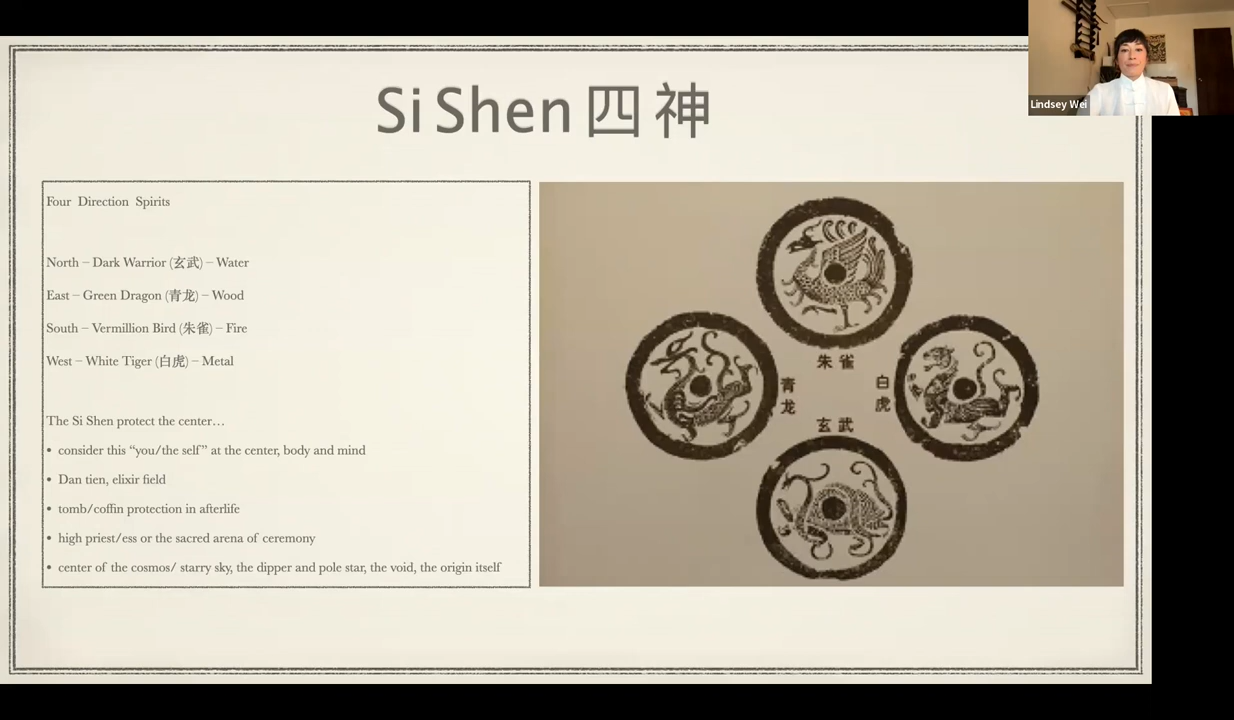 Si Shen 四神
Lindsey Wei
Four Direction Spirits
North – Dark Warrior (玄武) – Water
East – Green Dragon (青龙) – Wood
South – Vermillion Bird (朱雀) – Fire
West – White Tiger (白虎) – Metal
The Si Shen protect the center…
• consider this “you/the self” at the center, body and mind
• Dan tien, elixir field
• tomb/coffin protection in afterlife
• high priest/ess or the sacred arena of ceremony
• center of the cosmos/ starry sky, the dipper and pole star, the void, the origin itself
朱雀
青龙
白虎
玄武